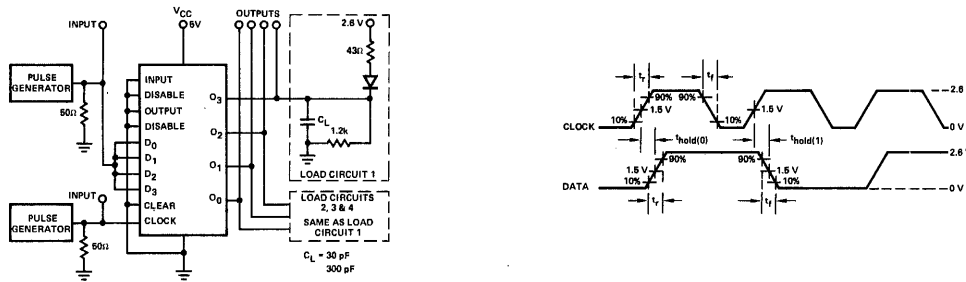 INPUT
VCC
5V
OUTPUTS
2.6 V
43Ω
PULSE
GENERATOR
50Ω
INPUT
DISABLE
OUTPUT
DISABLE
D0
D1
D2
D3
CLEAR
CLOCK
O3
O2
O1
O0
CL
1.2k
LOAD CIRCUIT 1
INPUT
PULSE
GENERATOR
50Ω
LOAD CIRCUITS
2, 3 & 4
SAME AS LOAD
CIRCUIT 1
CL = 30 pF
300 pF
tr
tf
90%
90%
2.6 V
1.5 V
1.5 V
10%
10%
CLOCK
0 V
thold(0)
thold(1)
90%
90%
2.6 V
1.5 V
1.5 V
10%
10%
DATA
0 V
tr
tf